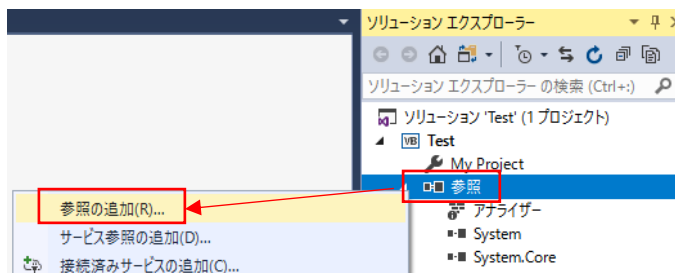 ソリューション エクスプローラー
ソリューション エクスプローラー の検索 (Ctrl+:)
ソリューション 'Test' (1 プロジェクト)
VB Test
My Project
参照
アナライザー
System
System.Core
参照の追加(R)...
サービス参照の追加(D)...
接続済みサービスの追加(C)...